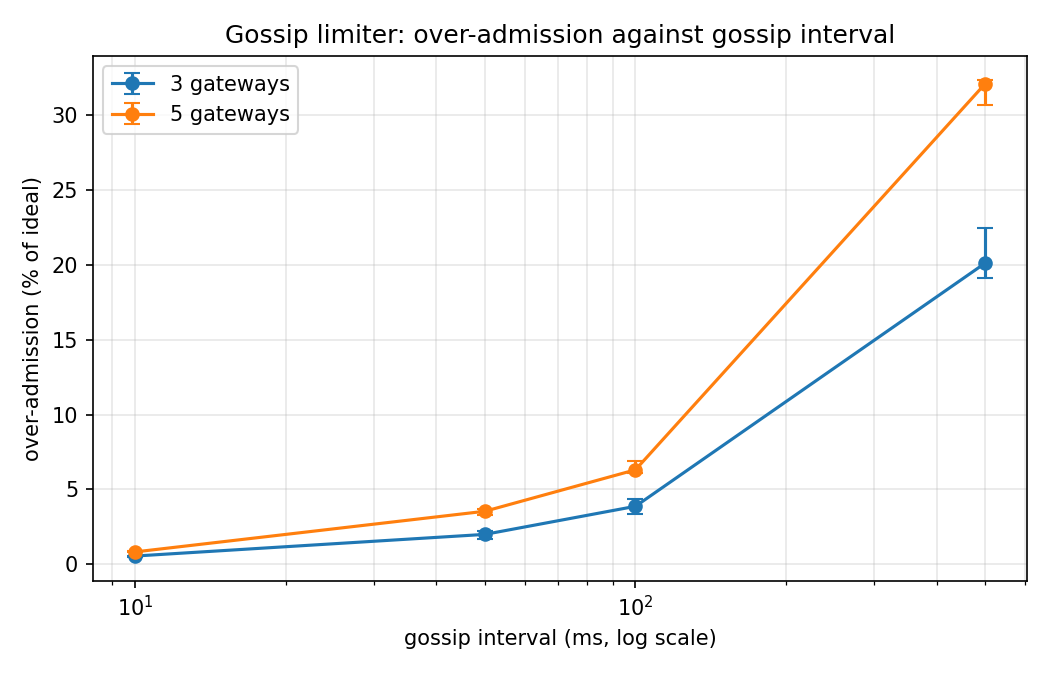 Gossip limiter: over-admission against gossip interval
3 gateways
5 gateways
over-admission (% of ideal)
30
25
20
15
10
5
0
10¹
10²
gossip interval (ms, log scale)